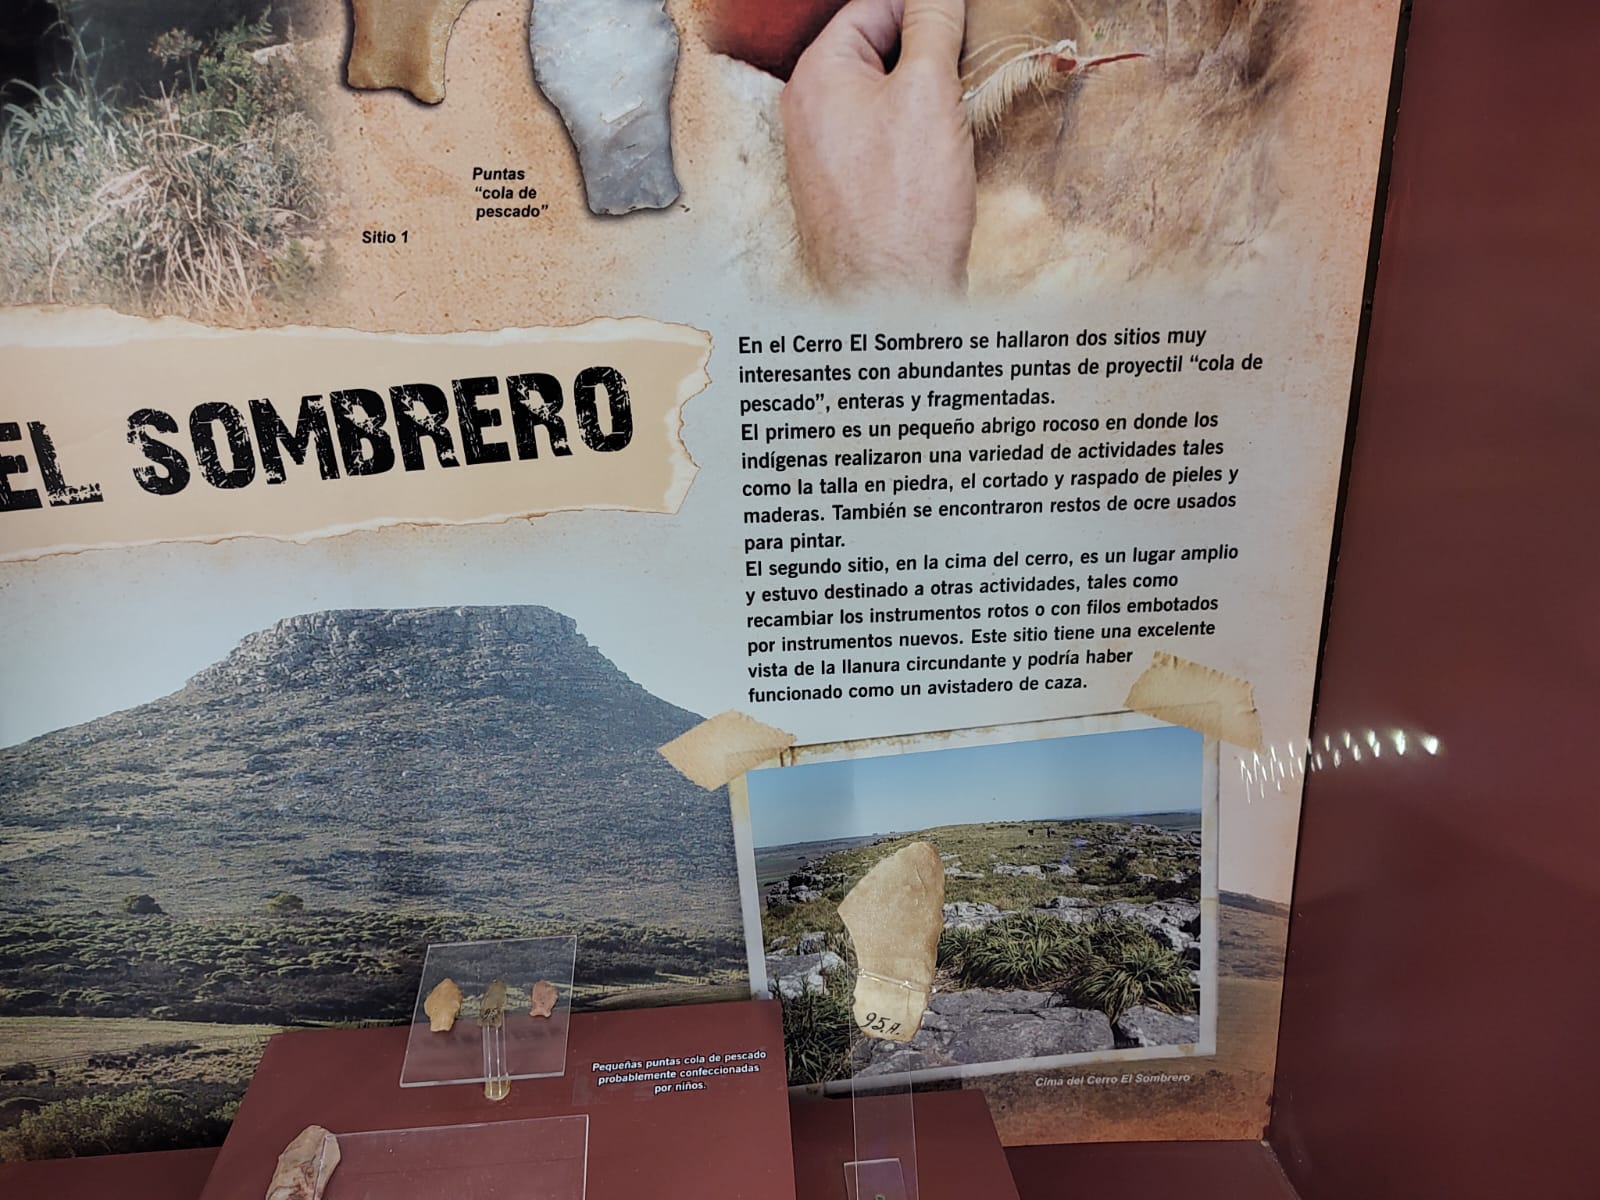 Puntas
“cola de
pescado”
Sitio 1
EL SOMBRERO
En el Cerro El Sombrero se hallaron dos sitios muy
interesantes con abundantes puntas de proyectil “cola de
pescado”, enteras y fragmentadas.
El primero es un pequeño abrigo rocoso en donde los
indígenas realizaron una variedad de actividades tales
como la talla en piedra, el cortado y raspado de pieles y
maderas. También se encontraron restos de ocre usados
para pintar.
El segundo sitio, en la cima del cerro, es un lugar amplio
y estuvo destinado a otras actividades, tales como
recambiar los instrumentos rotos o con filos embotados
por instrumentos nuevos. Este sitio tiene una excelente
vista de la llanura circundante y podría haber
funcionado como un avistadero de caza.
95.A.
Pequeñas puntas cola de pescado
probablemente confeccionadas
por niños.
Cima del Cerro El Sombrero